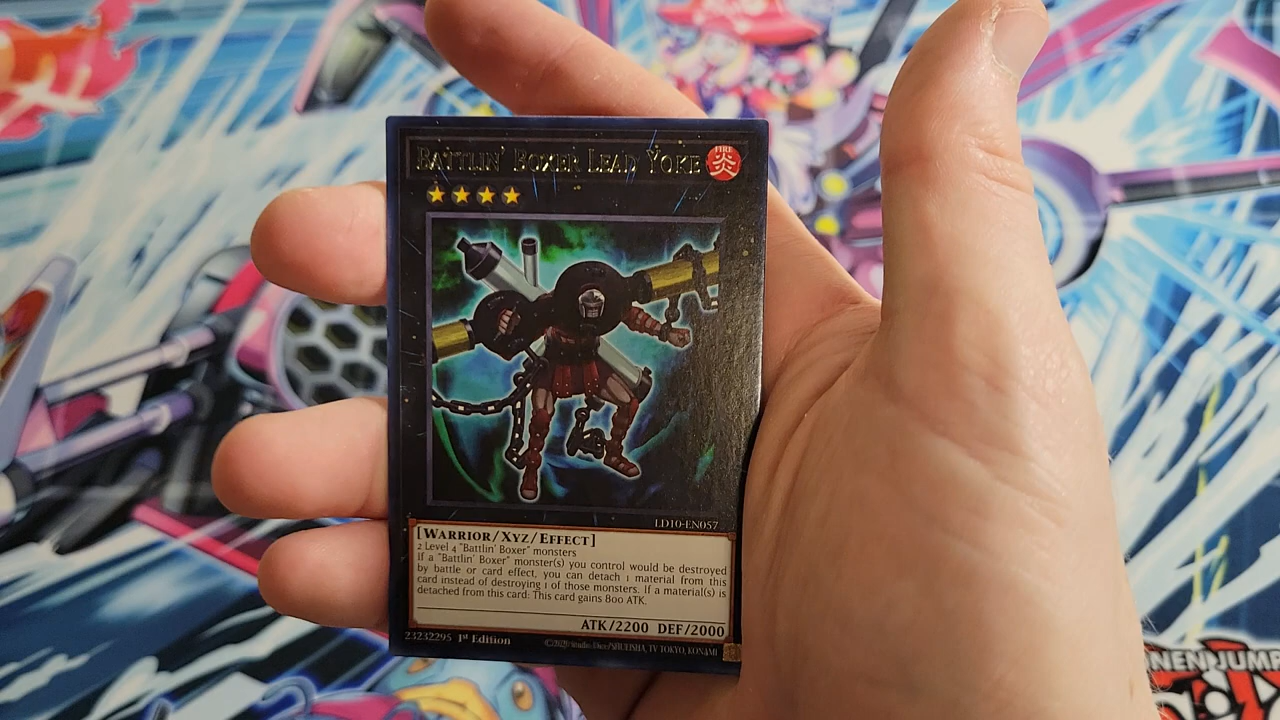 BATTLIN' BOXER LEAD YOKE
FIRE
炎
LD10-EN057
[WARRIOR/XYZ/EFFECT]
2 Level 4 "Battlin' Boxer" monsters
If a "Battlin' Boxer" monster(s) you control would be destroyed
by battle or card effect, you can detach 1 material from this
card instead of destroying 1 of those monsters. If a material(s) is
detached from this card: This card gains 800 ATK.
ATK/2200 DEF/2000
23232295 1st Edition
©2020 Studio Dice/SHUEISHA, TV TOKYO, KONAMI
NEN JUMP